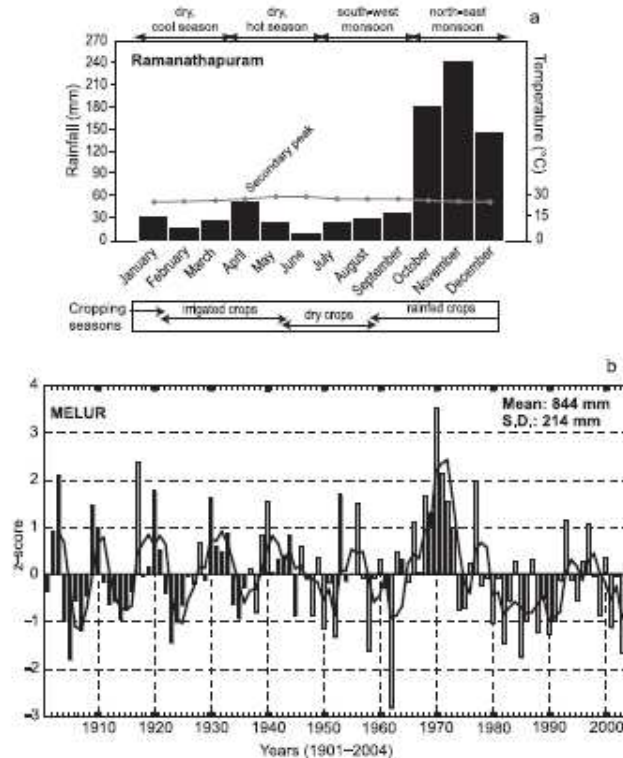 a
dry, dry, south-west north-east
cool season hot season monsoon monsoon
270
240
210
180
150
120
90
60
30
0
Rainfall (mm)
Ramanathapuram
Secondary peak
30
15
0
Temperature (°C)
January February March April May June July August September October November December
Cropping seasons
irrigated crops
dry crops
rainfed crops
b
4
3
2
1
0
-1
-2
-3
z-score
MELUR
Mean: 844 mm
S.D.: 214 mm
1910 1920 1930 1940 1950 1960 1970 1980 1990 2000
Years (1901–2004)